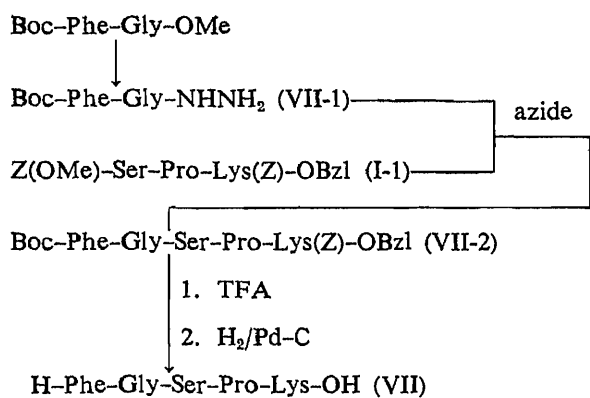 Boc–Phe–Gly–OMe
Boc–Phe–Gly–NHNH₂ (VII-1)
azide
Z(OMe)–Ser–Pro–Lys(Z)–OBzl (I-1)
Boc–Phe–Gly–Ser–Pro–Lys(Z)–OBzl (VII-2)
1. TFA
2. H₂/Pd–C
H–Phe–Gly–Ser–Pro–Lys–OH (VII)